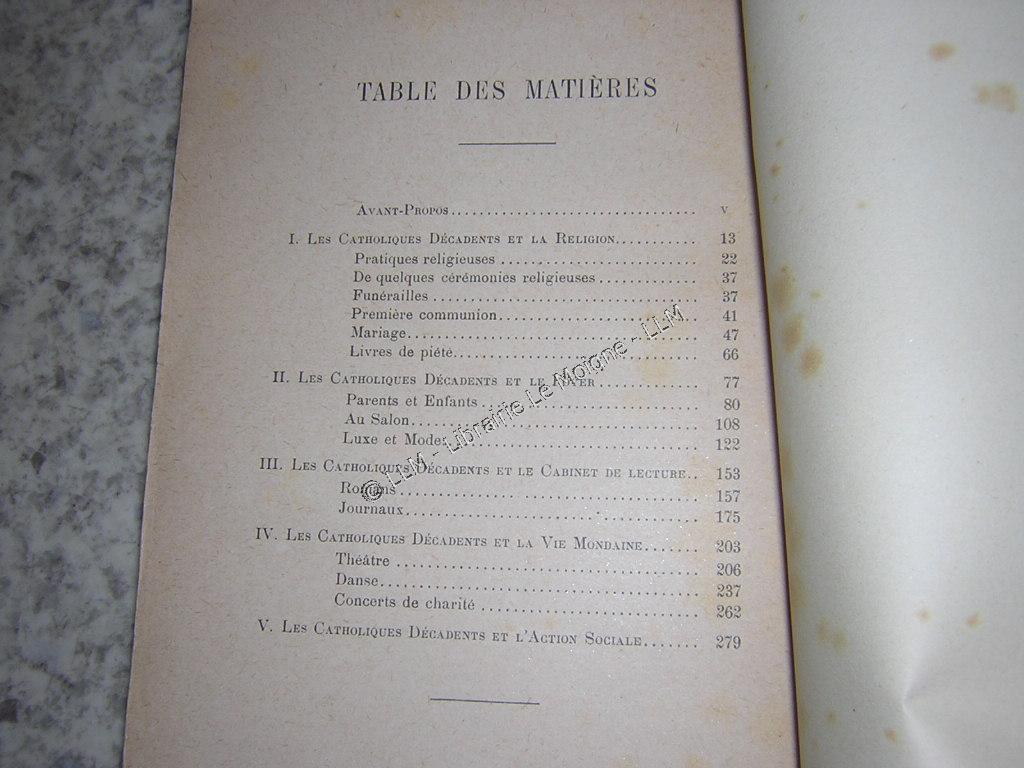 TABLE DES MATIÈRES
AVANT-PROPOS................................ V
I. LES CATHOLIQUES DÉCADENTS ET LA RELIGION.......... 13
Pratiques religieuses ........................... 22
De quelques cérémonies religieuses ............. 37
Funérailles ................................ 37
Première communion......................... 41
Mariage.................................... 47
Livres de piété.............................. 66
II. LES CATHOLIQUES DÉCADENTS ET LE FOYER ............ 77
Parents et Enfants ............................. 80
Au Salon..................................... 108
Luxe et Modes ................................ 122
III. LES CATHOLIQUES DÉCADENTS ET LE CABINET DE LECTURE.. 153
Romans ...................................... 157
Journaux..................................... 175
IV. LES CATHOLIQUES DÉCADENTS ET LA VIE MONDAINE....... 203
Théâtre ..................................... 206
Danse....................................... 237
Concerts de charité ........................... 262
V. LES CATHOLIQUES DÉCADENTS ET L'ACTION SOCIALE....... 279
© LLM - Librairie Le Moigne - LLM